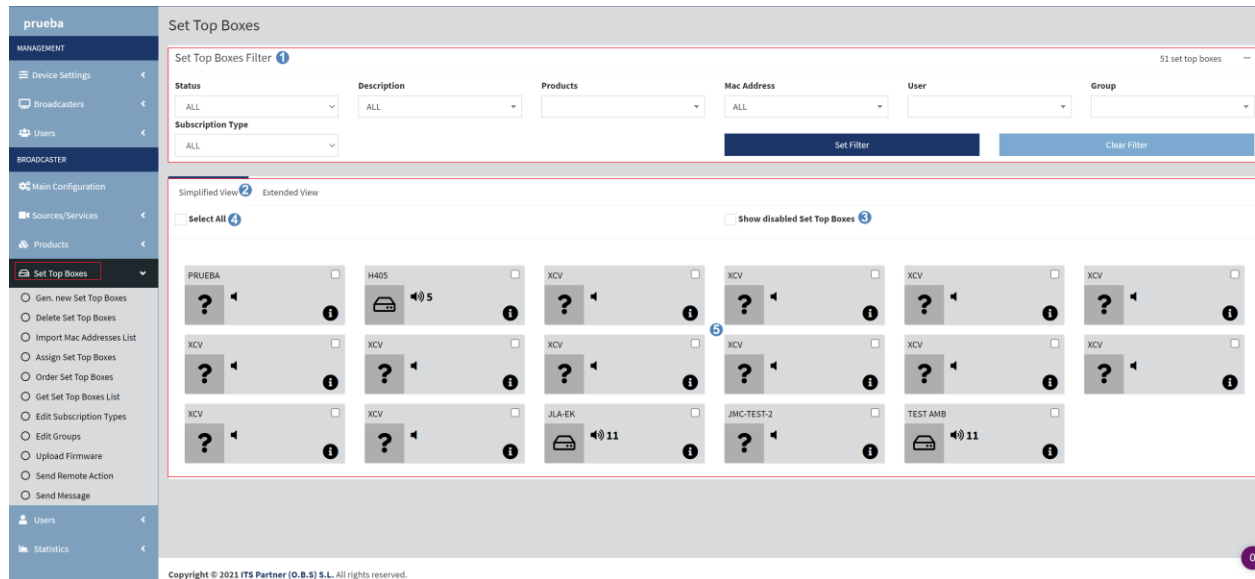 prueba
MANAGEMENT
Device Settings
Broadcasters
Users
BROADCASTER
Main Configuration
Sources/Services
Products
Set Top Boxes
Gen. new Set Top Boxes
Delete Set Top Boxes
Import Mac Addresses List
Assign Set Top Boxes
Order Set Top Boxes
Get Set Top Boxes List
Edit Subscription Types
Edit Groups
Upload Firmware
Send Remote Action
Send Message
Users
Statistics
Set Top Boxes
Set Top Boxes Filter 1 51 set top boxes
Status Description Products Mac Address User Group
ALL ALL ALL
Subscription Type
ALL Set Filter Clear Filter
Simplified View 2 Extended View
Select All 4 Show disabled Set Top Boxes 3
PRUEBA H405 XCV XCV XCV XCV
? 5 ? ? ? ?
5
XCV XCV XCV XCV XCV XCV
? ? ? ? ? ?
XCV XCV JLA-EK JMC-TEST-2 TEST AMB
? ? 11 ? 11
Copyright © 2021 ITS Partner (O.B.S) S.L. All rights reserved.